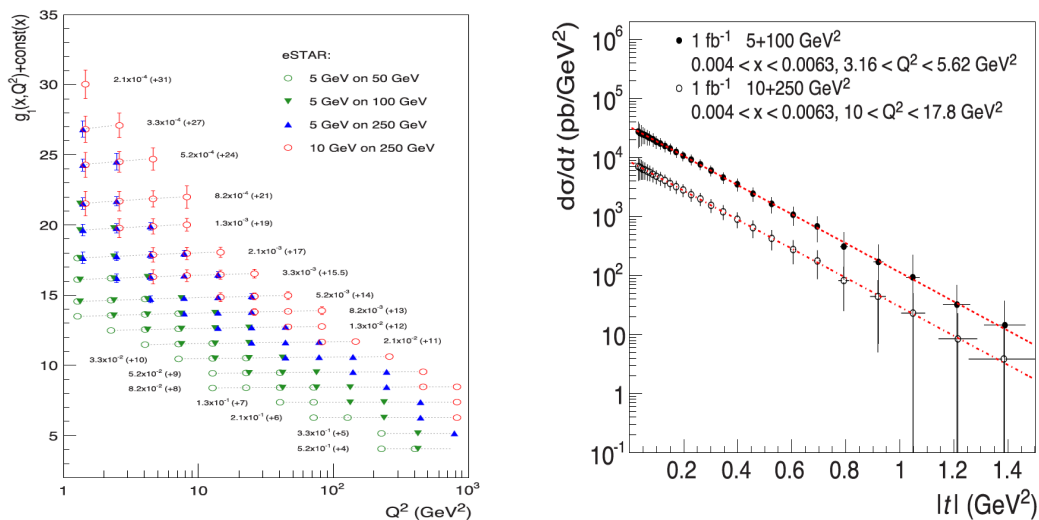 g₁(x,Q²)+const(x)
35
30
25
20
15
10
5
eSTAR:
5 GeV on 50 GeV
5 GeV on 100 GeV
5 GeV on 250 GeV
10 GeV on 250 GeV
2.1x10⁻⁴ (+31)
3.3x10⁻⁴ (+27)
5.2x10⁻⁴ (+24)
8.2x10⁻⁴ (+21)
1.3x10⁻³ (+19)
2.1x10⁻³ (+17)
3.3x10⁻³ (+15.5)
5.2x10⁻³ (+14)
8.2x10⁻³ (+13)
1.3x10⁻² (+12)
2.1x10⁻² (+11)
3.3x10⁻² (+10)
5.2x10⁻² (+9)
8.2x10⁻² (+8)
1.3x10⁻¹ (+7)
2.1x10⁻¹ (+6)
3.3x10⁻¹ (+5)
5.2x10⁻¹ (+4)
1 10 10² 10³
Q² (GeV²)
dσ/dt (pb/GeV²)
10⁶
10⁵
10⁴
10³
10²
10
1
10⁻¹
1 fb⁻¹ 5+100 GeV²
0.004 < x < 0.0063, 3.16 < Q² < 5.62 GeV²
1 fb⁻¹ 10+250 GeV²
0.004 < x < 0.0063, 10 < Q² < 17.8 GeV²
0.2 0.4 0.6 0.8 1 1.2 1.4
|t| (GeV²)